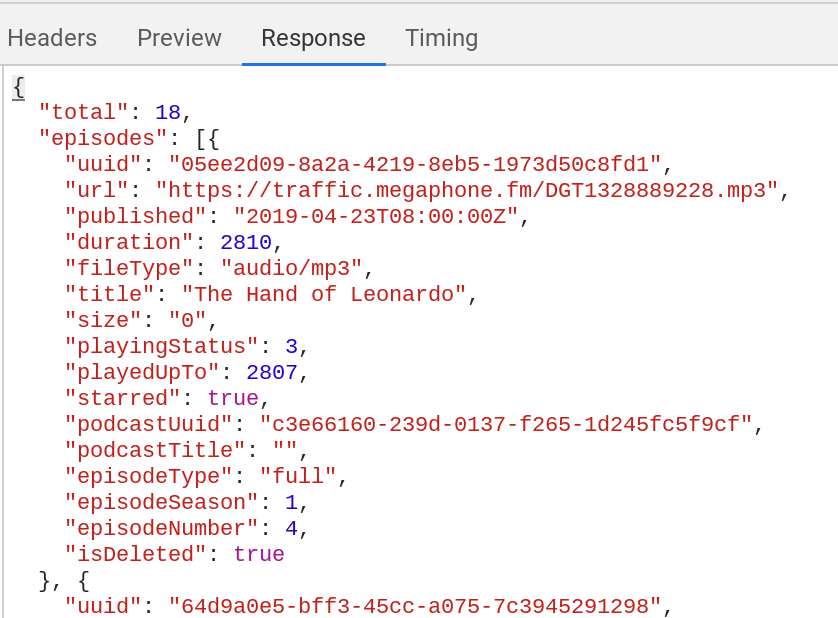 Headers Preview Response Timing
{
"total": 18,
"episodes": [{
"uuid": "05ee2d09-8a2a-4219-8eb5-1973d50c8fd1",
"url": "https://traffic.megaphone.fm/DGT1328889228.mp3",
"published": "2019-04-23T08:00:00Z",
"duration": 2810,
"fileType": "audio/mp3",
"title": "The Hand of Leonardo",
"size": "0",
"playingStatus": 3,
"playedUpTo": 2807,
"starred": true,
"podcastUuid": "c3e66160-239d-0137-f265-1d245fc5f9cf",
"podcastTitle": "",
"episodeType": "full",
"episodeSeason": 1,
"episodeNumber": 4,
"isDeleted": true
}, {
"uuid": "64d9a0e5-bff3-45cc-a075-7c3945291298",